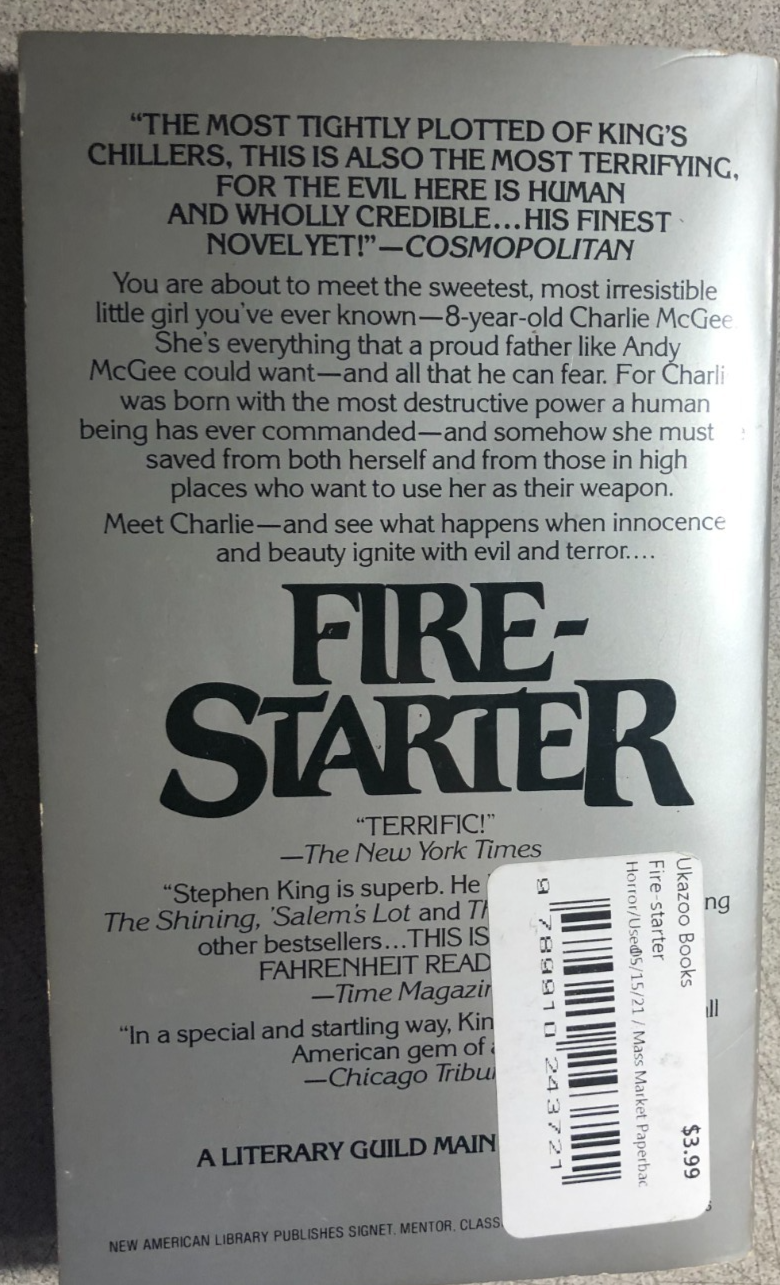 “THE MOST TIGHTLY PLOTTED OF KING'S
CHILLERS, THIS IS ALSO THE MOST TERRIFYING,
FOR THE EVIL HERE IS HUMAN
AND WHOLLY CREDIBLE...HIS FINEST
NOVEL YET!”—COSMOPOLITAN
You are about to meet the sweetest, most irresistible
little girl you've ever known—8-year-old Charlie McGee
She's everything that a proud father like Andy
McGee could want—and all that he can fear. For Charli
was born with the most destructive power a human
being has ever commanded—and somehow she must
saved from both herself and from those in high
places who want to use her as their weapon.
Meet Charlie—and see what happens when innocence
and beauty ignite with evil and terror....
FIRE-
STARTER
“TERRIFIC!”
—The New York Times
“Stephen King is superb. He
The Shining, 'Salem's Lot and Th ng
other bestsellers...THIS IS
FAHRENHEIT READ
—Time Magazin
“In a special and startling way, Kin all
American gem of a
—Chicago Tribu
A LITERARY GUILD MAIN
NEW AMERICAN LIBRARY PUBLISHES SIGNET, MENTOR, CLASS
Ukazoo Books
Fire-starter
Horror/Used05/15/21 / Mass Market Paperbac
$3.99
9 789910 243721